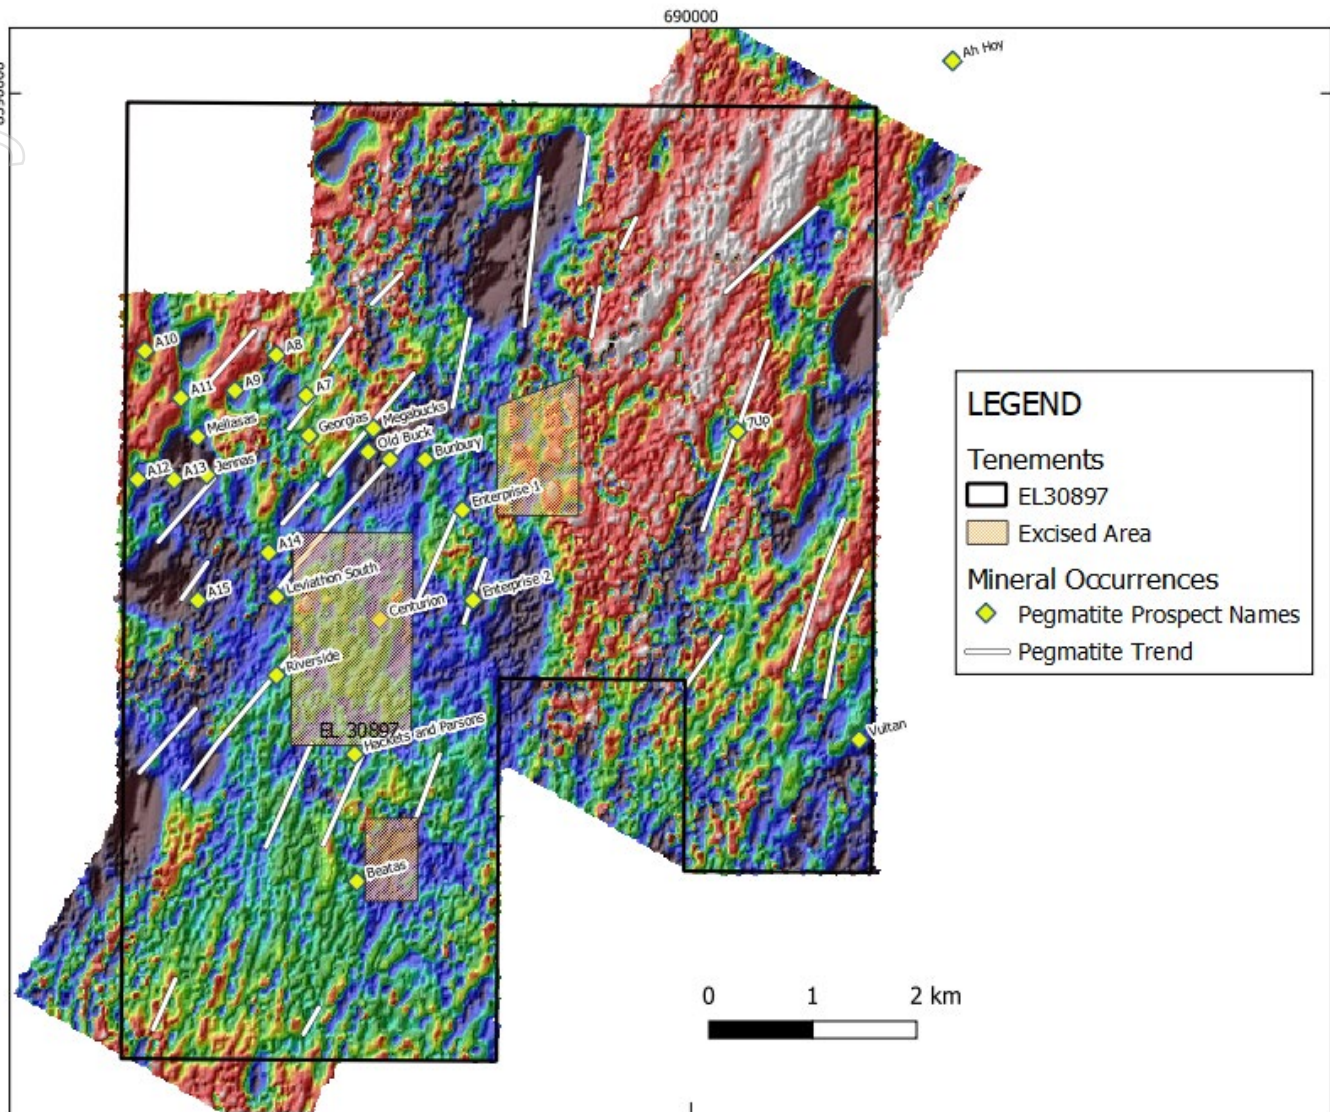 690000
Ah Hoy
A10
A8
A11
A9
A7
Mellasas
Georgias
Megabucks
Old Buck
Bunbury
7Up
A12
A13
Jennas
Enterprise 1
A14
Leviathon South
A15
Centurion
Enterprise 2
Riverside
EL 30897
Hackets and Parsons
Vultan
Beatas
LEGEND
Tenements
EL30897
Excised Area
Mineral Occurrences
Pegmatite Prospect Names
Pegmatite Trend
0 1 2 km